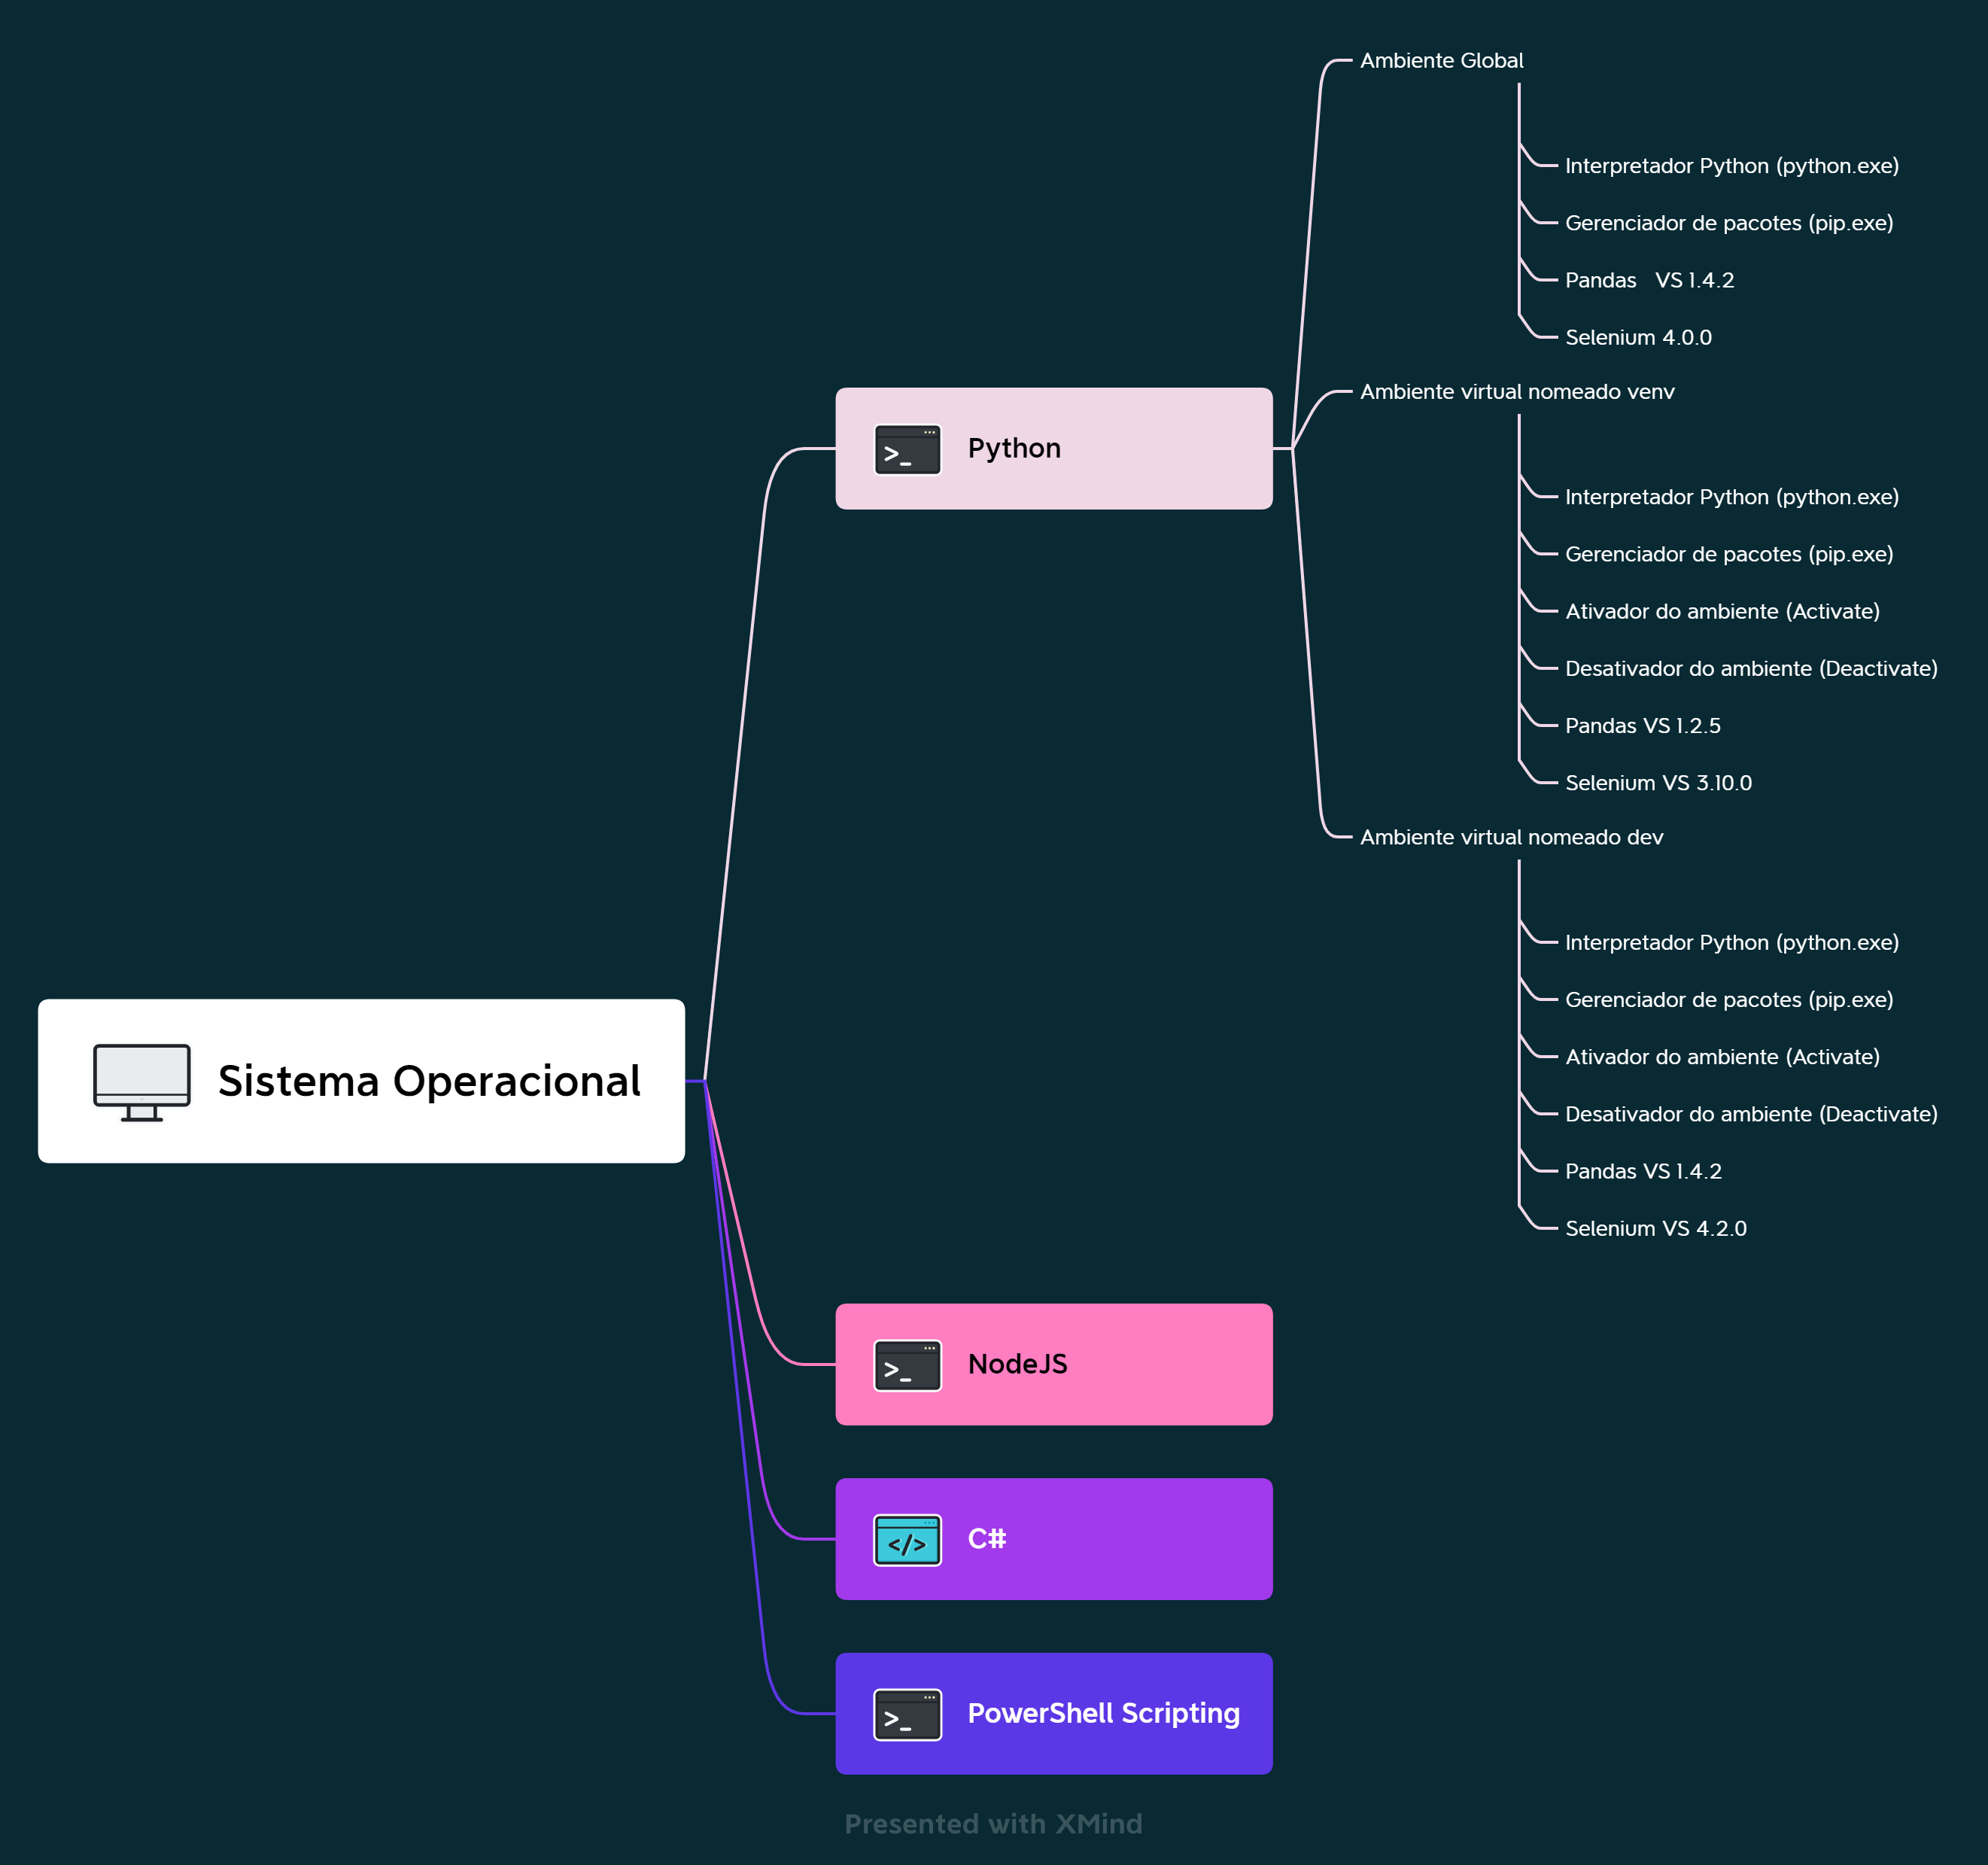 Sistema Operacional
Python
Ambiente Global
Interpretador Python (python.exe)
Gerenciador de pacotes (pip.exe)
Pandas   VS 1.4.2
Selenium 4.0.0
Ambiente virtual nomeado venv
Interpretador Python (python.exe)
Gerenciador de pacotes (pip.exe)
Ativador do ambiente (Activate)
Desativador do ambiente (Deactivate)
Pandas VS 1.2.5
Selenium VS 3.10.0
Ambiente virtual nomeado dev
Interpretador Python (python.exe)
Gerenciador de pacotes (pip.exe)
Ativador do ambiente (Activate)
Desativador do ambiente (Deactivate)
Pandas VS 1.4.2
Selenium VS 4.2.0
NodeJS
C#
PowerShell Scripting
Presented with XMind